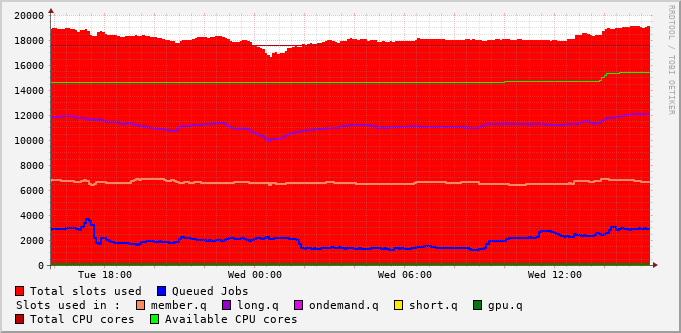 RRDTOOL / TOBI OETIKER
20000
18000
16000
14000
12000
10000
8000
6000
4000
2000
0
Tue 18:00 Wed 00:00 Wed 06:00 Wed 12:00
Total slots used Queued Jobs
Slots used in : member.q long.q ondemand.q short.q gpu.q
Total CPU cores Available CPU cores